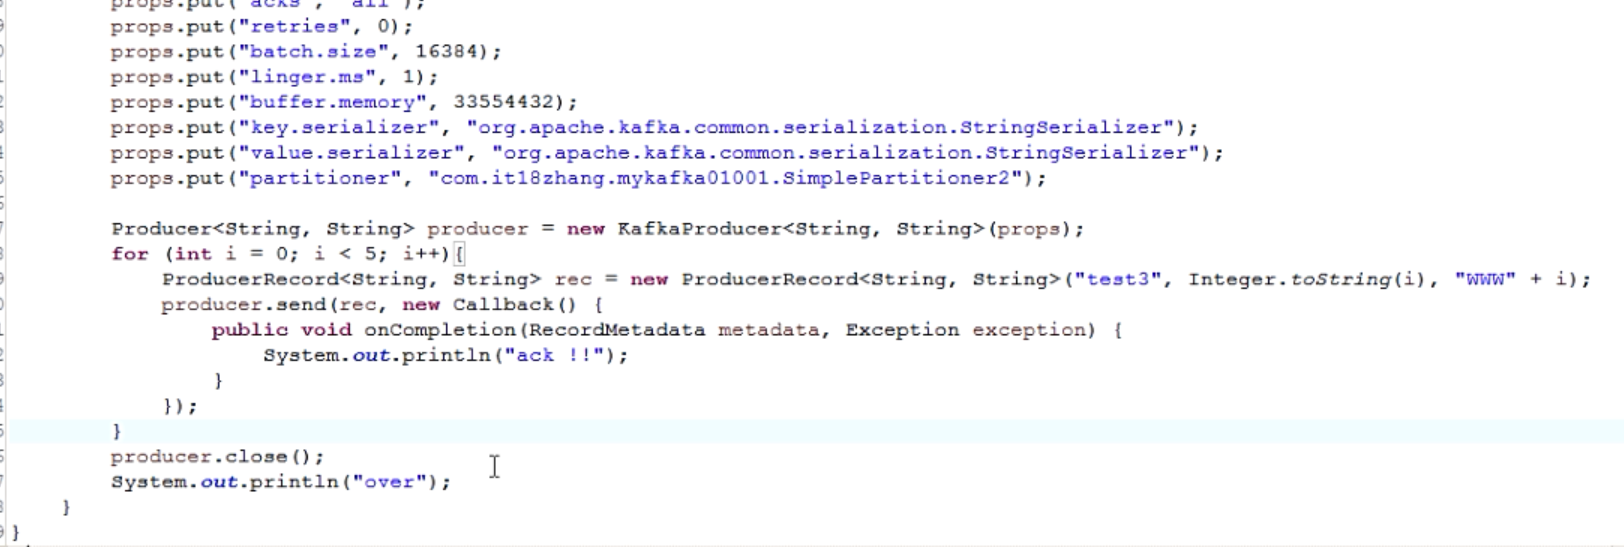 props.put("acks", "all");
props.put("retries", 0);
props.put("batch.size", 16384);
props.put("linger.ms", 1);
props.put("buffer.memory", 33554432);
props.put("key.serializer", "org.apache.kafka.common.serialization.StringSerializer");
props.put("value.serializer", "org.apache.kafka.common.serialization.StringSerializer");
props.put("partitioner", "com.it18zhang.mykafka01001.SimplePartitioner2");
Producer<String, String> producer = new KafkaProducer<String, String>(props);
for (int i = 0; i < 5; i++){
ProducerRecord<String, String> rec = new ProducerRecord<String, String>("test3", Integer.toString(i), "WWW" + i);
producer.send(rec, new Callback() {
public void onCompletion(RecordMetadata metadata, Exception exception) {
System.out.println("ack !!");
}
});
}
producer.close();
System.out.println("over");
}
}